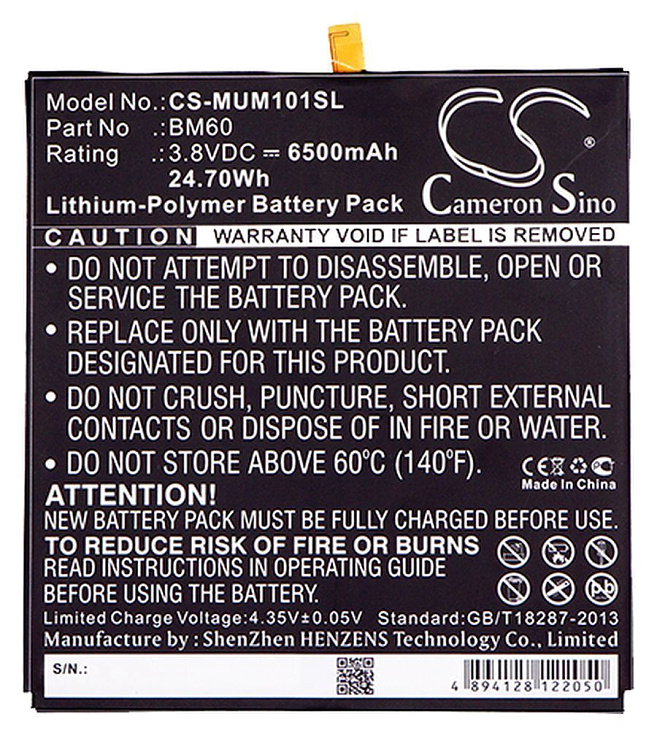 Model No.:CS-MUM101SL
Part No .:BM60
Rating .:3.8VDC ⎓ 6500mAh
24.70Wh
Lithium-Polymer Battery Pack
CS®
Cameron Sino
CAUTION WARRANTY VOID IF LABEL IS REMOVED
• DO NOT ATTEMPT TO DISASSEMBLE, OPEN OR
SERVICE THE BATTERY PACK.
• REPLACE ONLY WITH THE BATTERY PACK
DESIGNATED FOR THIS PRODUCT.
• DO NOT CRUSH, PUNCTURE, SHORT EXTERNAL
CONTACTS OR DISPOSE OF IN FIRE OR WATER.
• DO NOT STORE ABOVE 60°C (140°F).
CE
Made In China
ATTENTION!
NEW BATTERY PACK MUST BE FULLY CHARGED BEFORE USE.
TO REDUCE RISK OF FIRE OR BURNS
READ INSTRUCTIONS IN OPERATING GUIDE
BEFORE USING THE BATTERY.
Pb
Limited Charge Voltage:4.35V±0.05V Standard:GB/T18287-2013
Manufacture by : ShenZhen HENZENS Technology Co., Limited
S/N.:
4 894128 122050